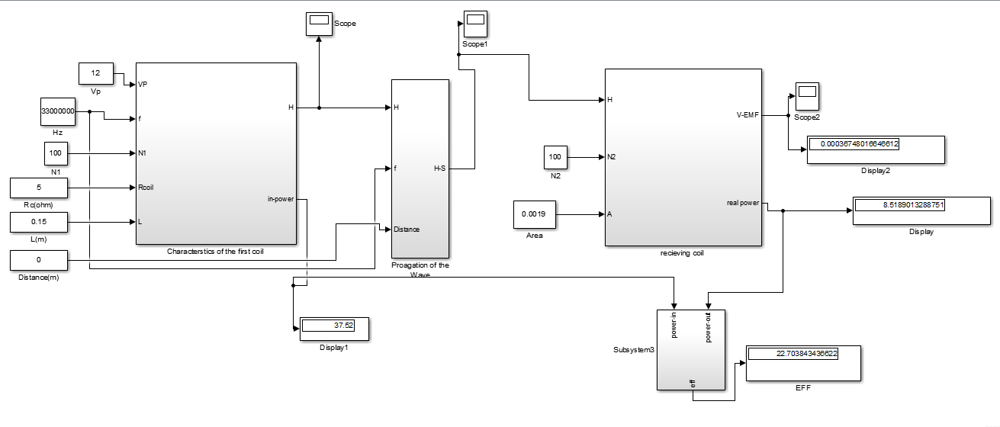 Scope
Scope1
12
Vp
VP
33000000
Hz
f
100
N1
N1
5
Rc(ohm)
Rcoil
0.15
L(m)
L
0
Distance(m)
H
in-power
Characterstics of the first coil
H
f
Distance
H-S
Proagation of the
Wave
37.52
Display1
H
100
N2
N2
0.0019
Area
A
V-EMF
real power
recieving coil
Scope2
0.00036748016646612
Display2
8.5189013288751
Display
power-in
power-out
Subsystem3
eff
22.703843436622
EFF